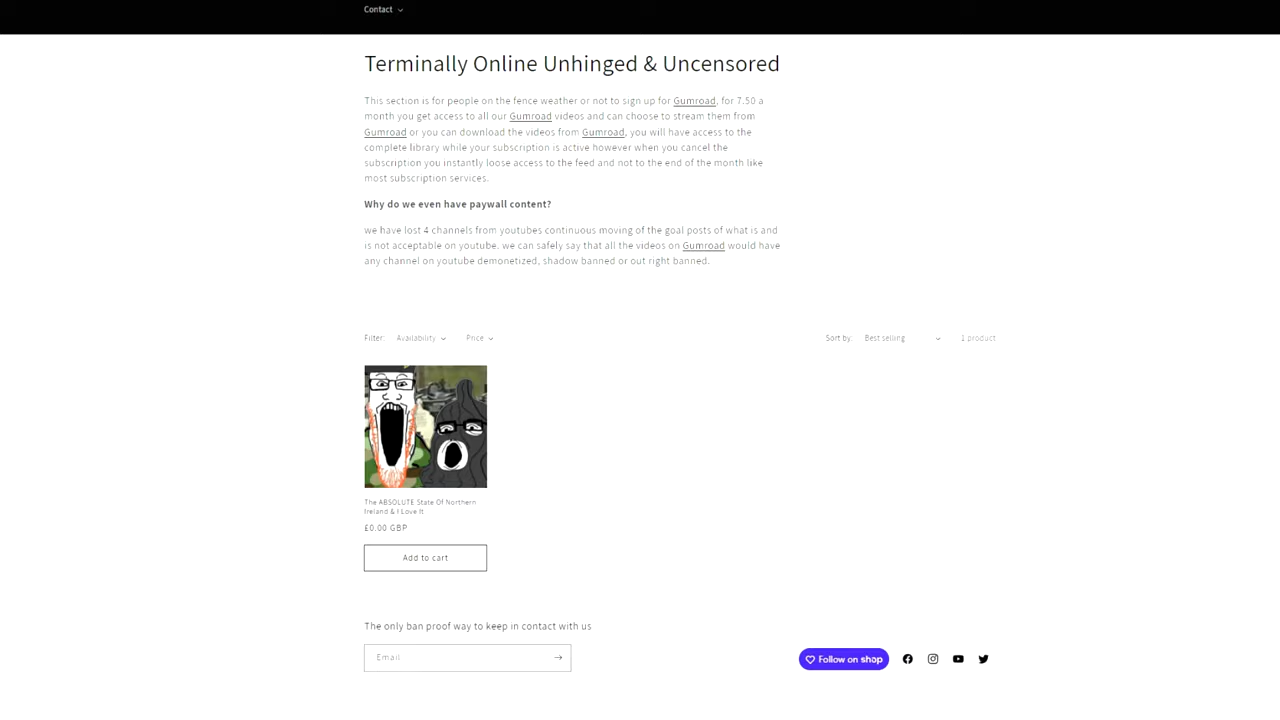 Contact
Terminally Online Unhinged & Uncensored
This section is for people on the fence weather or not to sign up for Gumroad, for 7.50 a
month you get access to all our Gumroad videos and can choose to stream them from
Gumroad or you can download the videos from Gumroad, you will have access to the
complete library while your subscription is active however when you cancel the
subscription you instantly loose access to the feed and not to the end of the month like
most subscription services.
Why do we even have paywall content?
we have lost 4 channels from youtubes continuous moving of the goal posts of what is and
is not acceptable on youtube. we can safely say that all the videos on Gumroad would have
any channel on youtube demonetized, shadow banned or out right banned.
Filter: Availability Price Sort by: Best selling 1 product
The ABSOLUTE State Of Northern
Ireland & I Love It
£0.00 GBP
Add to cart
The only ban proof way to keep in contact with us
Email
Follow on shop